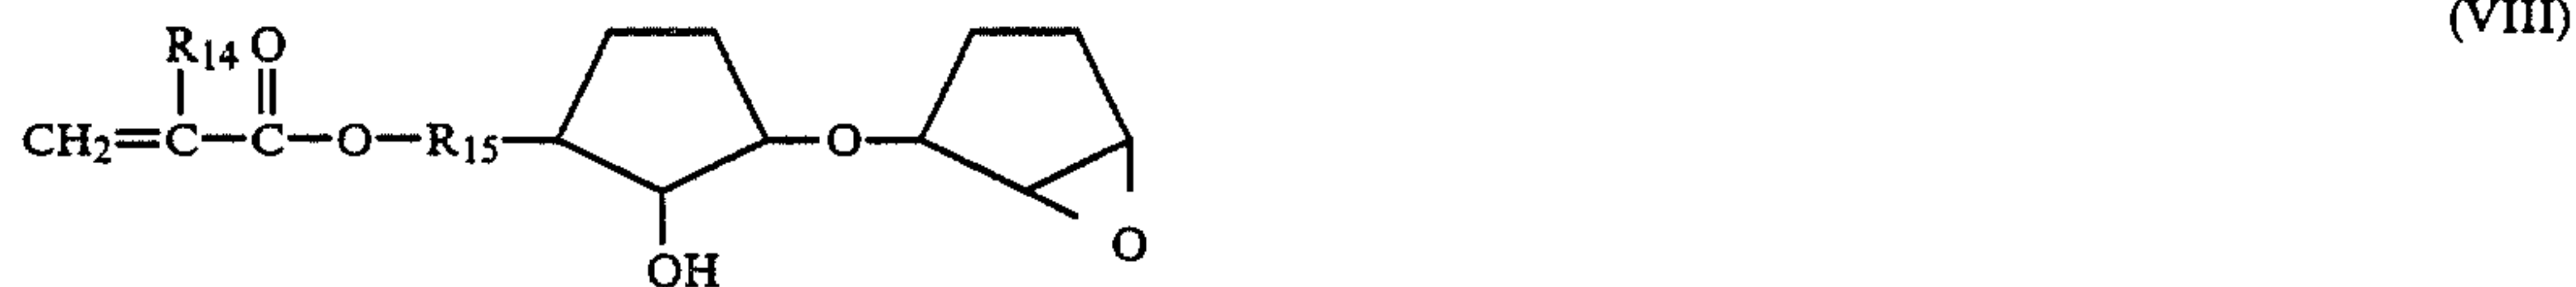 (VIII)
R14 O
CH2=C—C—O—R15 O
O
OH